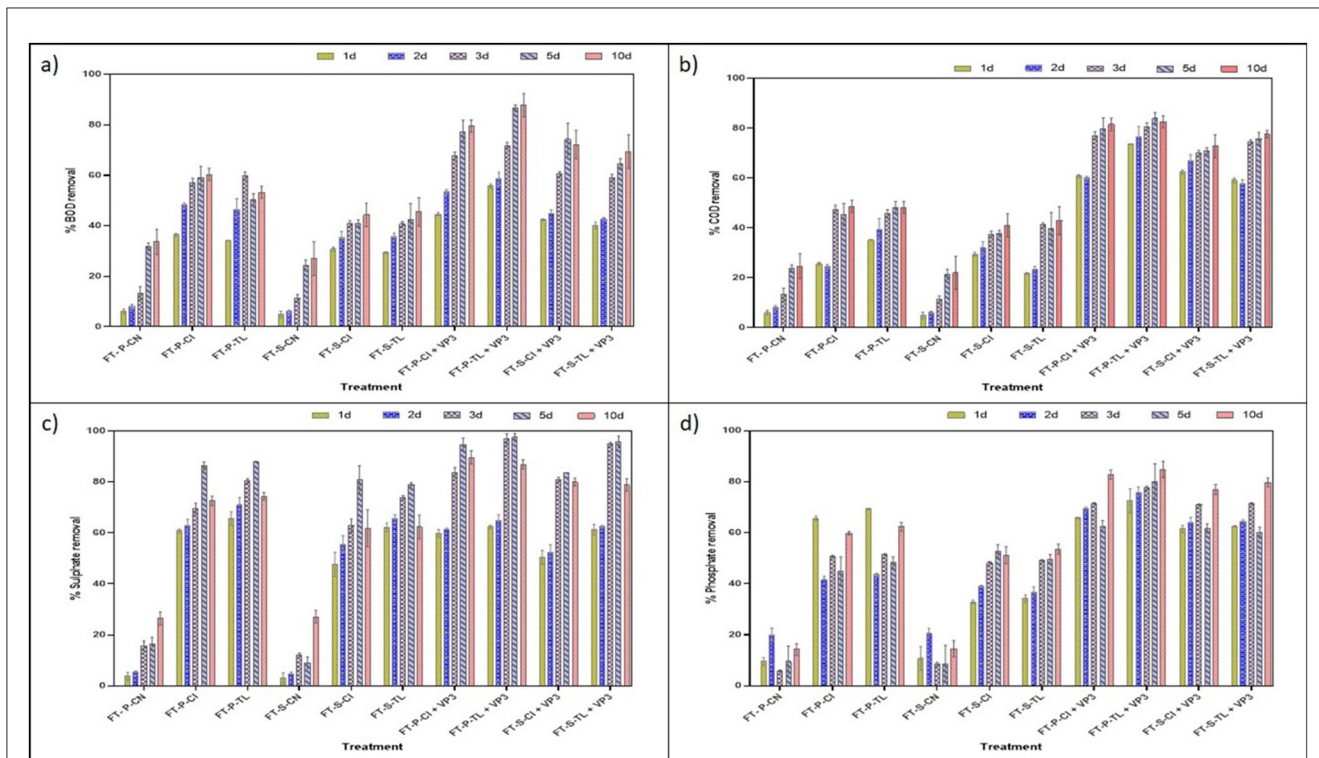 a)
1d 2d 3d 5d 10d
100
80
60
40
20
0
% BOD removal
FT- P-CN FT-P-CI FT-P-TL FT-S-CN FT-S-CI FT-S-TL FT-P-CI + VP3 FT-P-TL + VP3 FT-S-CI + VP3 FT-S-TL + VP3
Treatment
b)
1d 2d 3d 5d 10d
100
80
60
40
20
0
% COD removal
FT- P-CN FT-P-CI FT-P-TL FT-S-CN FT-S-CI FT-S-TL FT-P-CI + VP3 FT-P-TL + VP3 FT-S-CI + VP3 FT-S-TL + VP3
Treatment
c)
1d 2d 3d 5d 10d
100
80
60
40
20
0
% Sulphate removal
FT- P-CN FT-P-CI FT-P-TL FT-S-CN FT-S-CI FT-S-TL FT-P-CI + VP3 FT-P-TL + VP3 FT-S-CI + VP3 FT-S-TL + VP3
Treatment
d)
1d 2d 3d 5d 10d
100
80
60
40
20
0
% Phosphate removal
FT- P-CN FT-P-CI FT-P-TL FT-S-CN FT-S-CI FT-S-TL FT-P-CI + VP3 FT-P-TL + VP3 FT-S-CI + VP3 FT-S-TL + VP3
Treatment